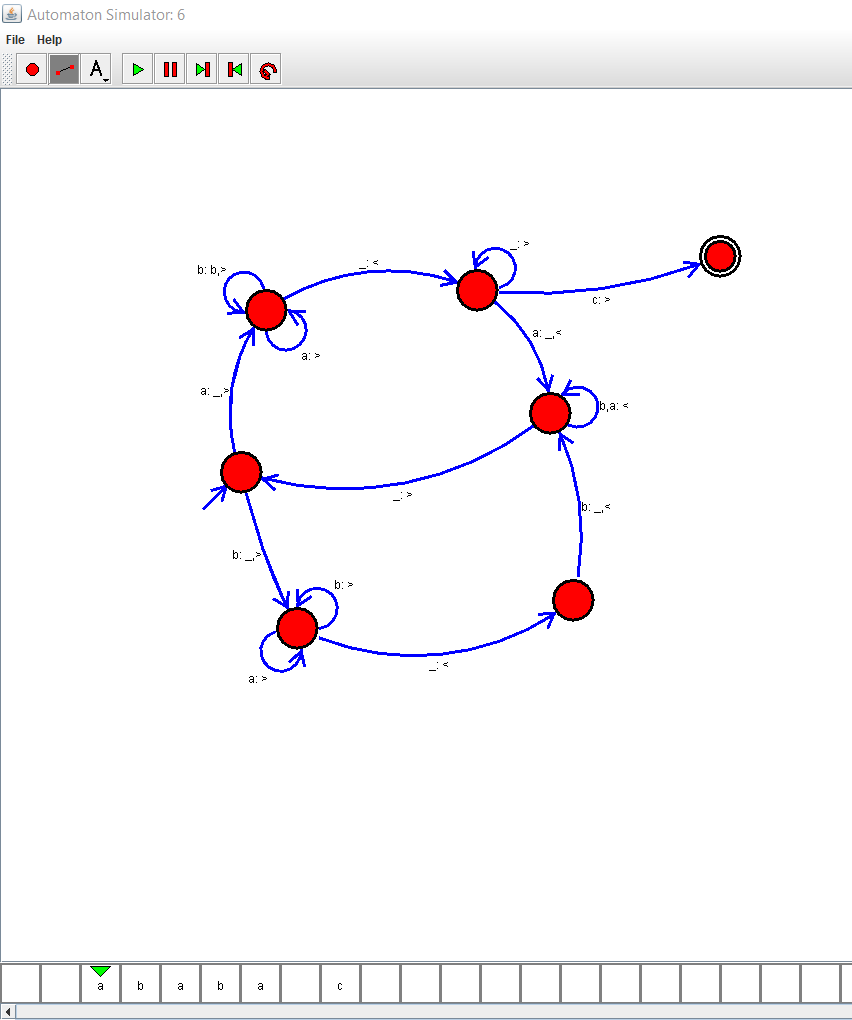 Automaton Simulator: 6
File Help
A
_: >
_: <
b: b,>
c: >
a: _,<
a: >
a: _,>
b,a: <
_: >
b: _,<
b: _,>
b: >
_: <
a: >
a b a b a c